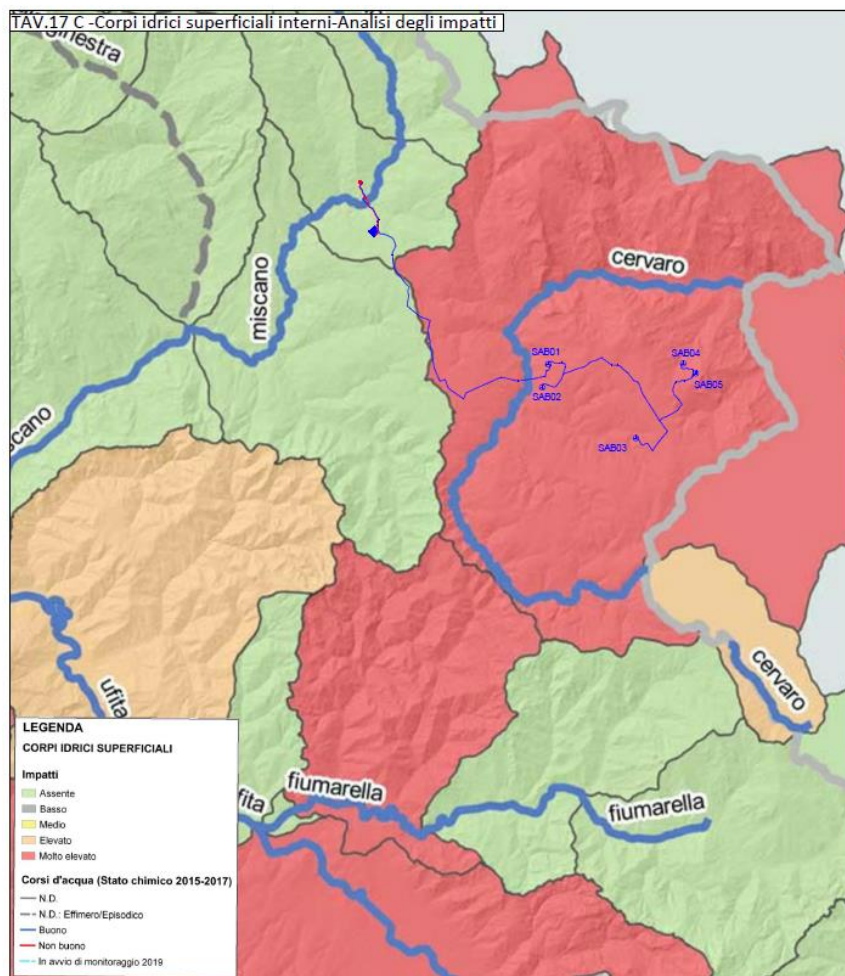 TAV.17 C -Corpi idrici superficiali interni-Analisi degli impatti
ginestra
cervaro
miscano
SAB01
SAB04
SAB05
SAB02
scano
SAB03
cervaro
ufita
LEGENDA
CORPI IDRICI SUPERFICIALI
Impatti
Assente
Basso
Medio
Elevato
Molto elevato
Corsi d'acqua (Stato chimico 2015-2017)
N.D.
N.D.: Effimero/Episodico
Buono
Non buono
In avvio di monitoraggio 2019
fita
fiumarella
fiumarella